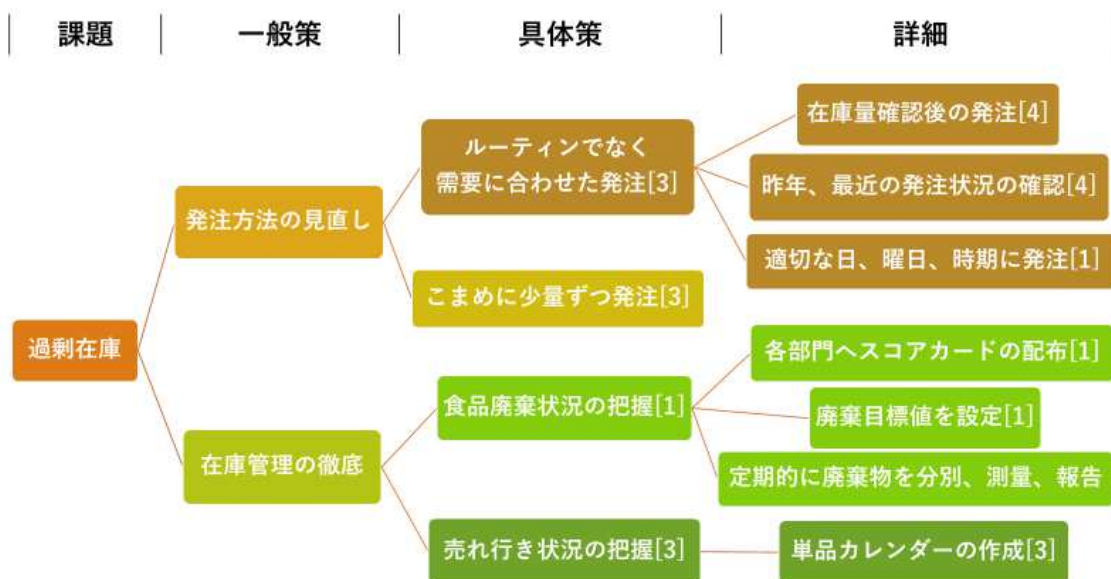 課題
一般策
具体策
詳細
過剰在庫
発注方法の見直し
ルーティンでなく
需要に合わせた発注[3]
在庫量確認後の発注[4]
昨年、最近の発注状況の確認[4]
適切な日、曜日、時期に発注[1]
こまめに少量ずつ発注[3]
在庫管理の徹底
食品廃棄状況の把握[1]
各部門へスコアカードの配布[1]
廃棄目標値を設定[1]
定期的に廃棄物を分別、測量、報告
売れ行き状況の把握[3]
単品カレンダーの作成[3]